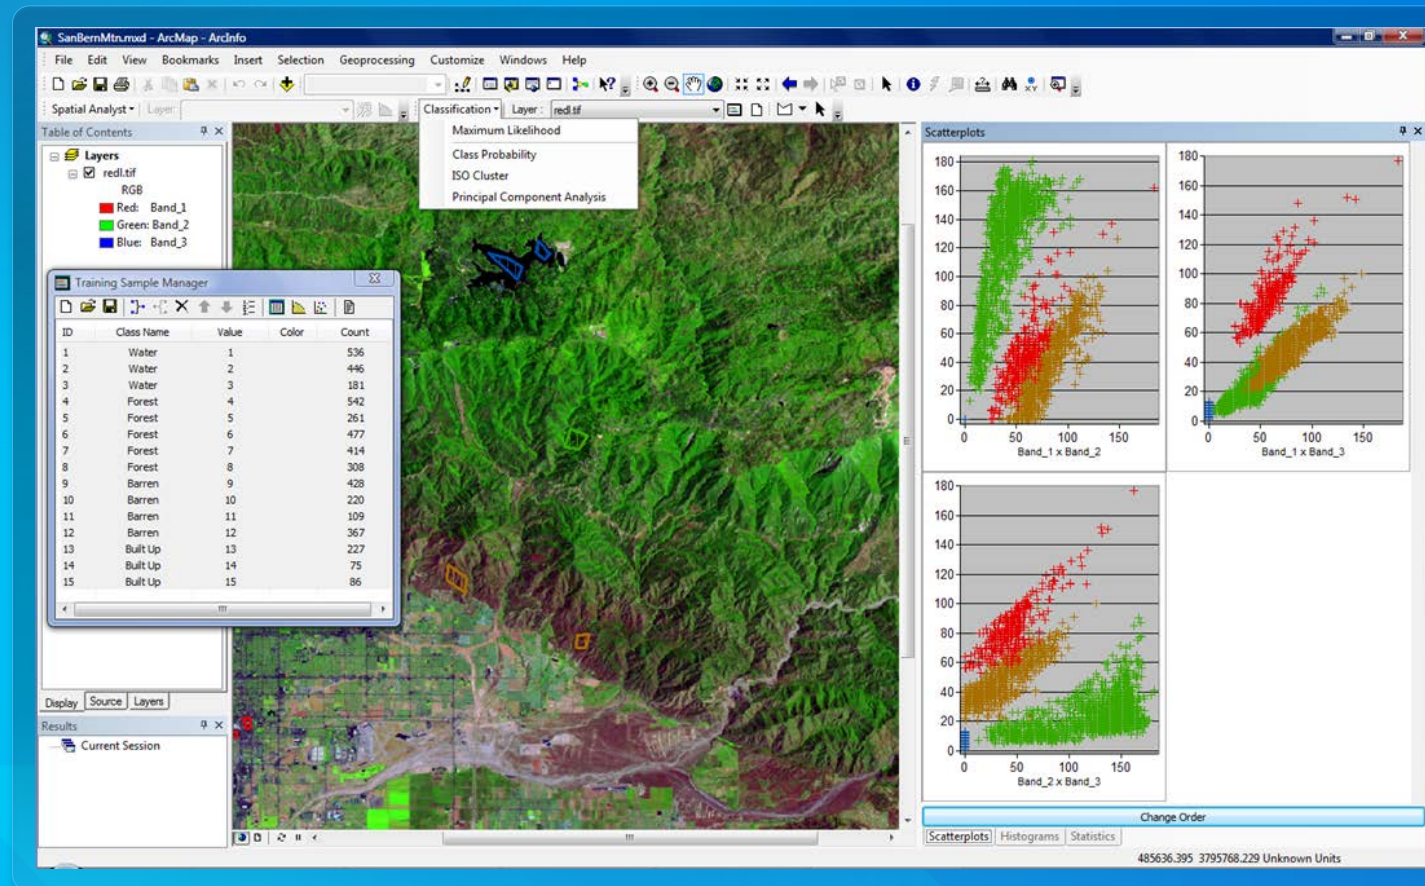 SanBernMtn.mxd - ArcMap - ArcInfo
File Edit View Bookmarks Insert Selection Geoprocessing Customize Windows Help
Spatial Analyst Layer: Classification Layer: redl.tif
Maximum Likelihood
Class Probability
ISO Cluster
Principal Component Analysis
Table of Contents
Layers
redl.tif
RGB
Red: Band_1
Green: Band_2
Blue: Band_3
Training Sample Manager
ID Class Name Value Color Count
1 Water 1 536
2 Water 2 446
3 Water 3 181
4 Forest 4 542
5 Forest 5 261
6 Forest 6 477
7 Forest 7 414
8 Forest 8 308
9 Barren 9 428
10 Barren 10 220
11 Barren 11 109
12 Barren 12 367
13 Built Up 13 227
14 Built Up 14 75
15 Built Up 15 86
Display Source Layers
Results
Current Session
Scatterplots
180
160
140
120
100
80
60
40
20
0
0 50 100 150
Band_1 x Band_2
180
160
140
120
100
80
60
40
20
0
0 50 100 150
Band_1 x Band_3
180
160
140
120
100
80
60
40
20
0
0 50 100 150
Band_2 x Band_3
Change Order
Scatterplots Histograms Statistics
485636.395 3795768.229 Unknown Units